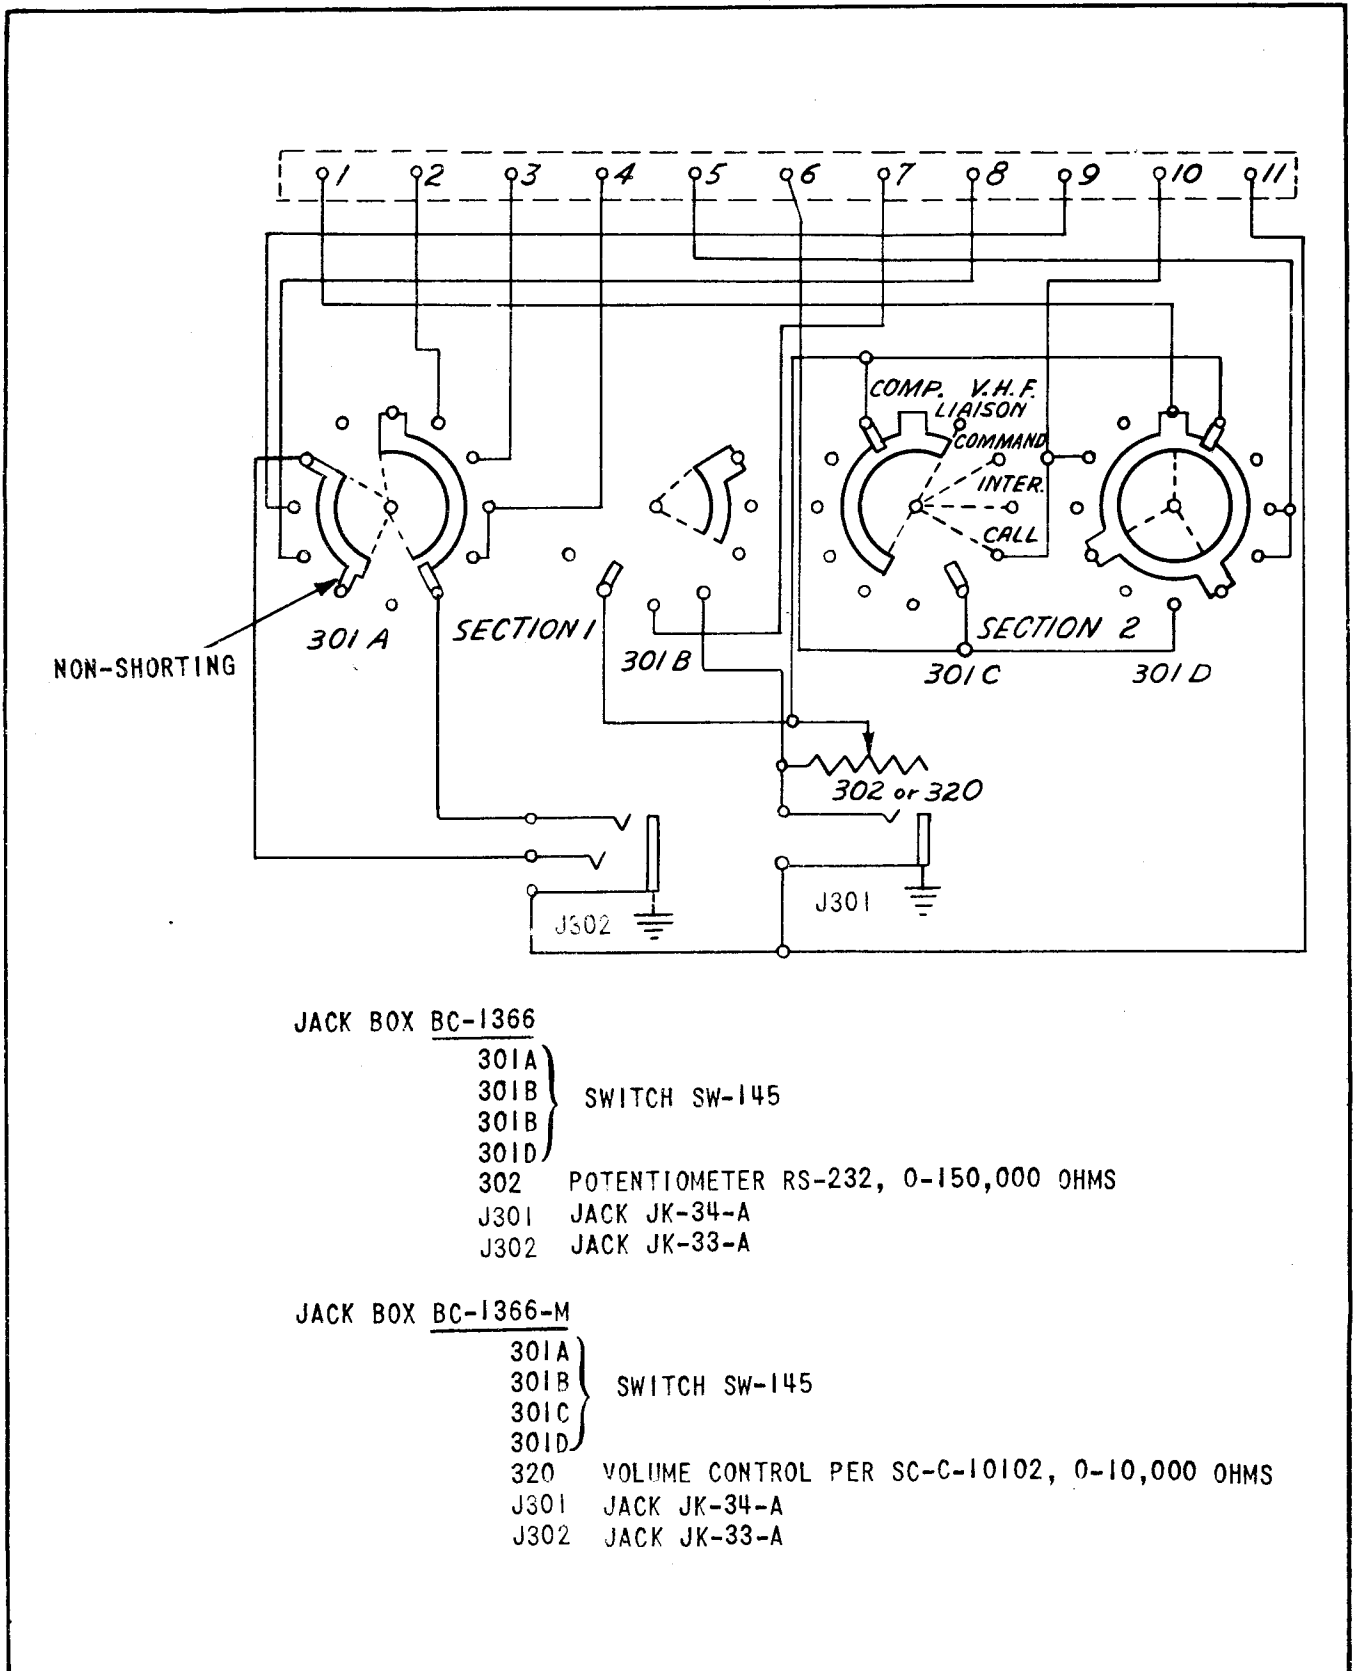 1 2 3 4 5 6 7 8 9 10 11
COMP. V.H.F.
LIAISON
COMMAND
INTER.
CALL
301A
SECTION 1
301B
SECTION 2
301C
301D
NON-SHORTING
302 or 320
J302
J301
JACK BOX BC-1366
301A
301B
301B
301D
SWITCH SW-145
302 POTENTIOMETER RS-232, 0-150,000 OHMS
J301 JACK JK-34-A
J302 JACK JK-33-A
JACK BOX BC-1366-M
301A
301B
301C
301D
SWITCH SW-145
320 VOLUME CONTROL PER SC-C-10102, 0-10,000 OHMS
J301 JACK JK-34-A
J302 JACK JK-33-A